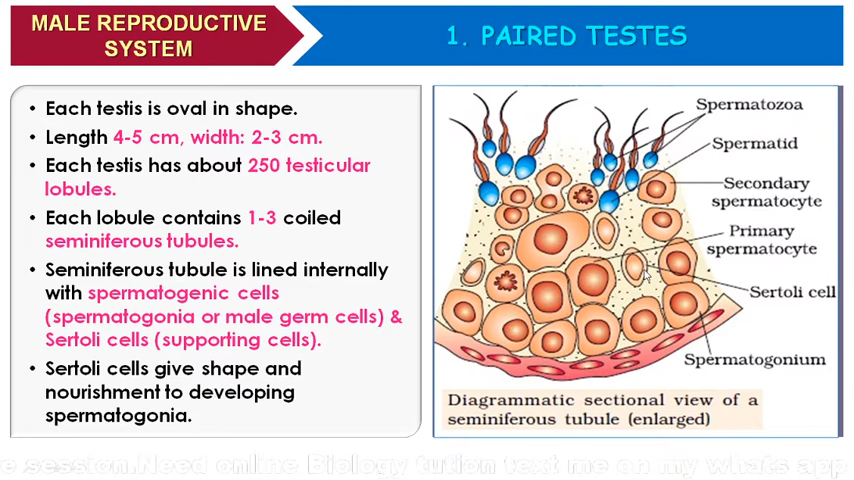 MALE REPRODUCTIVE
SYSTEM
1. PAIRED TESTES
• Each testis is oval in shape.
• Length 4-5 cm, width: 2-3 cm.
• Each testis has about 250 testicular
lobules.
• Each lobule contains 1-3 coiled
seminiferous tubules.
• Seminiferous tubule is lined internally
with spermatogenic cells
(spermatogonia or male germ cells) &
Sertoli cells (supporting cells).
• Sertoli cells give shape and
nourishment to developing
spermatogonia.
Spermatozoa
Spermatid
Secondary
spermatocyte
Primary
spermatocyte
Sertoli cell
Spermatogonium
Diagrammatic sectional view of a
seminiferous tubule (enlarged)
e session.Need online Biology tution text me on my whats app